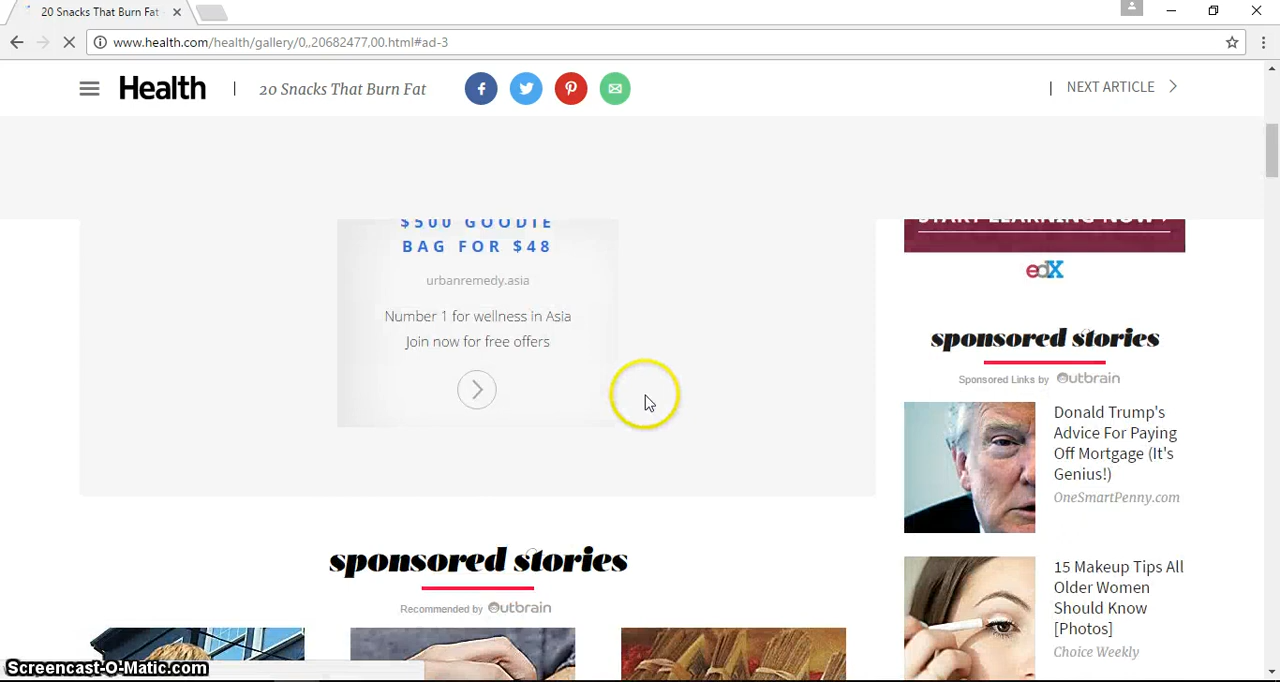 20 Snacks That Burn Fat
www.health.com/health/gallery/0,,20682477,00.html#ad-3
Health | 20 Snacks That Burn Fat
| NEXT ARTICLE
$500 GOODIE
BAG FOR $48
urbanremedy.asia
Number 1 for wellness in Asia
Join now for free offers
START LEARNING NOW
edX
sponsored stories
Sponsored Links by Outbrain
Donald Trump's
Advice For Paying
Off Mortgage (It's
Genius!)
OneSmartPenny.com
15 Makeup Tips All
Older Women
Should Know
[Photos]
Choice Weekly
sponsored stories
Recommended by Outbrain
Screencast-O-Matic.com